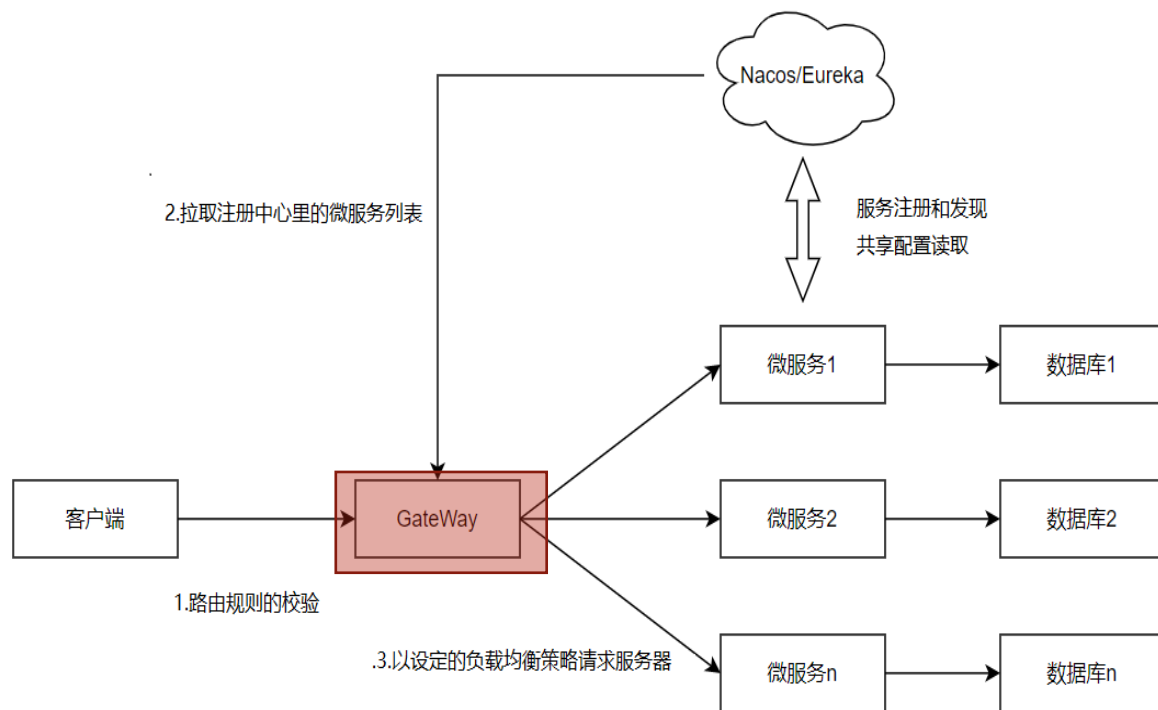 Nacos/Eureka
2.拉取注册中心里的微服务列表
服务注册和发现
共享配置读取
微服务1
数据库1
客户端
GateWay
微服务2
数据库2
1.路由规则的校验
.3.以设定的负载均衡策略请求服务器
微服务n
数据库n